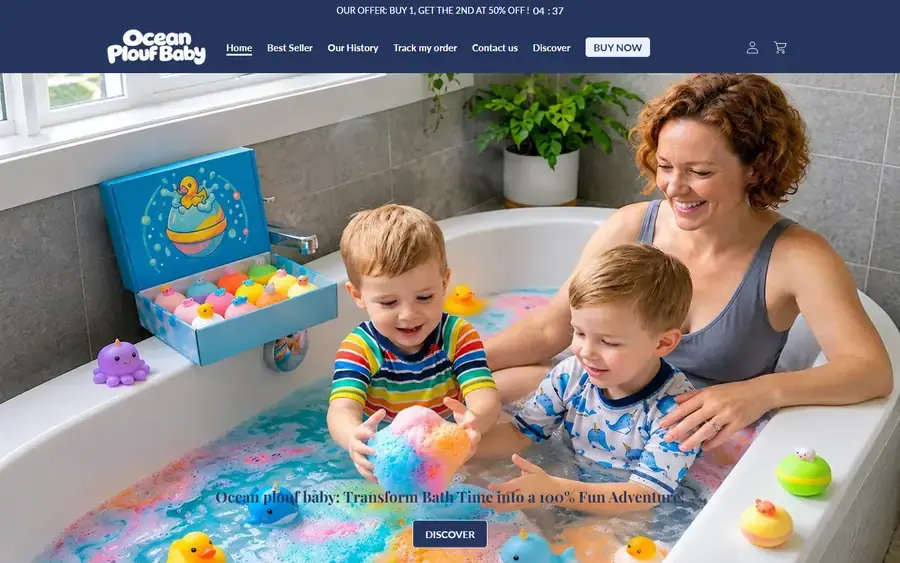 OUR OFFER: BUY 1, GET THE 2ND AT 50% OFF ! 04 : 37
Ocean
Plouf Baby
Home Best Seller Our History Track my order Contact us Discover BUY NOW
Ocean plouf baby: Transform Bath Time into a 100% Fun Adventure!
DISCOVER